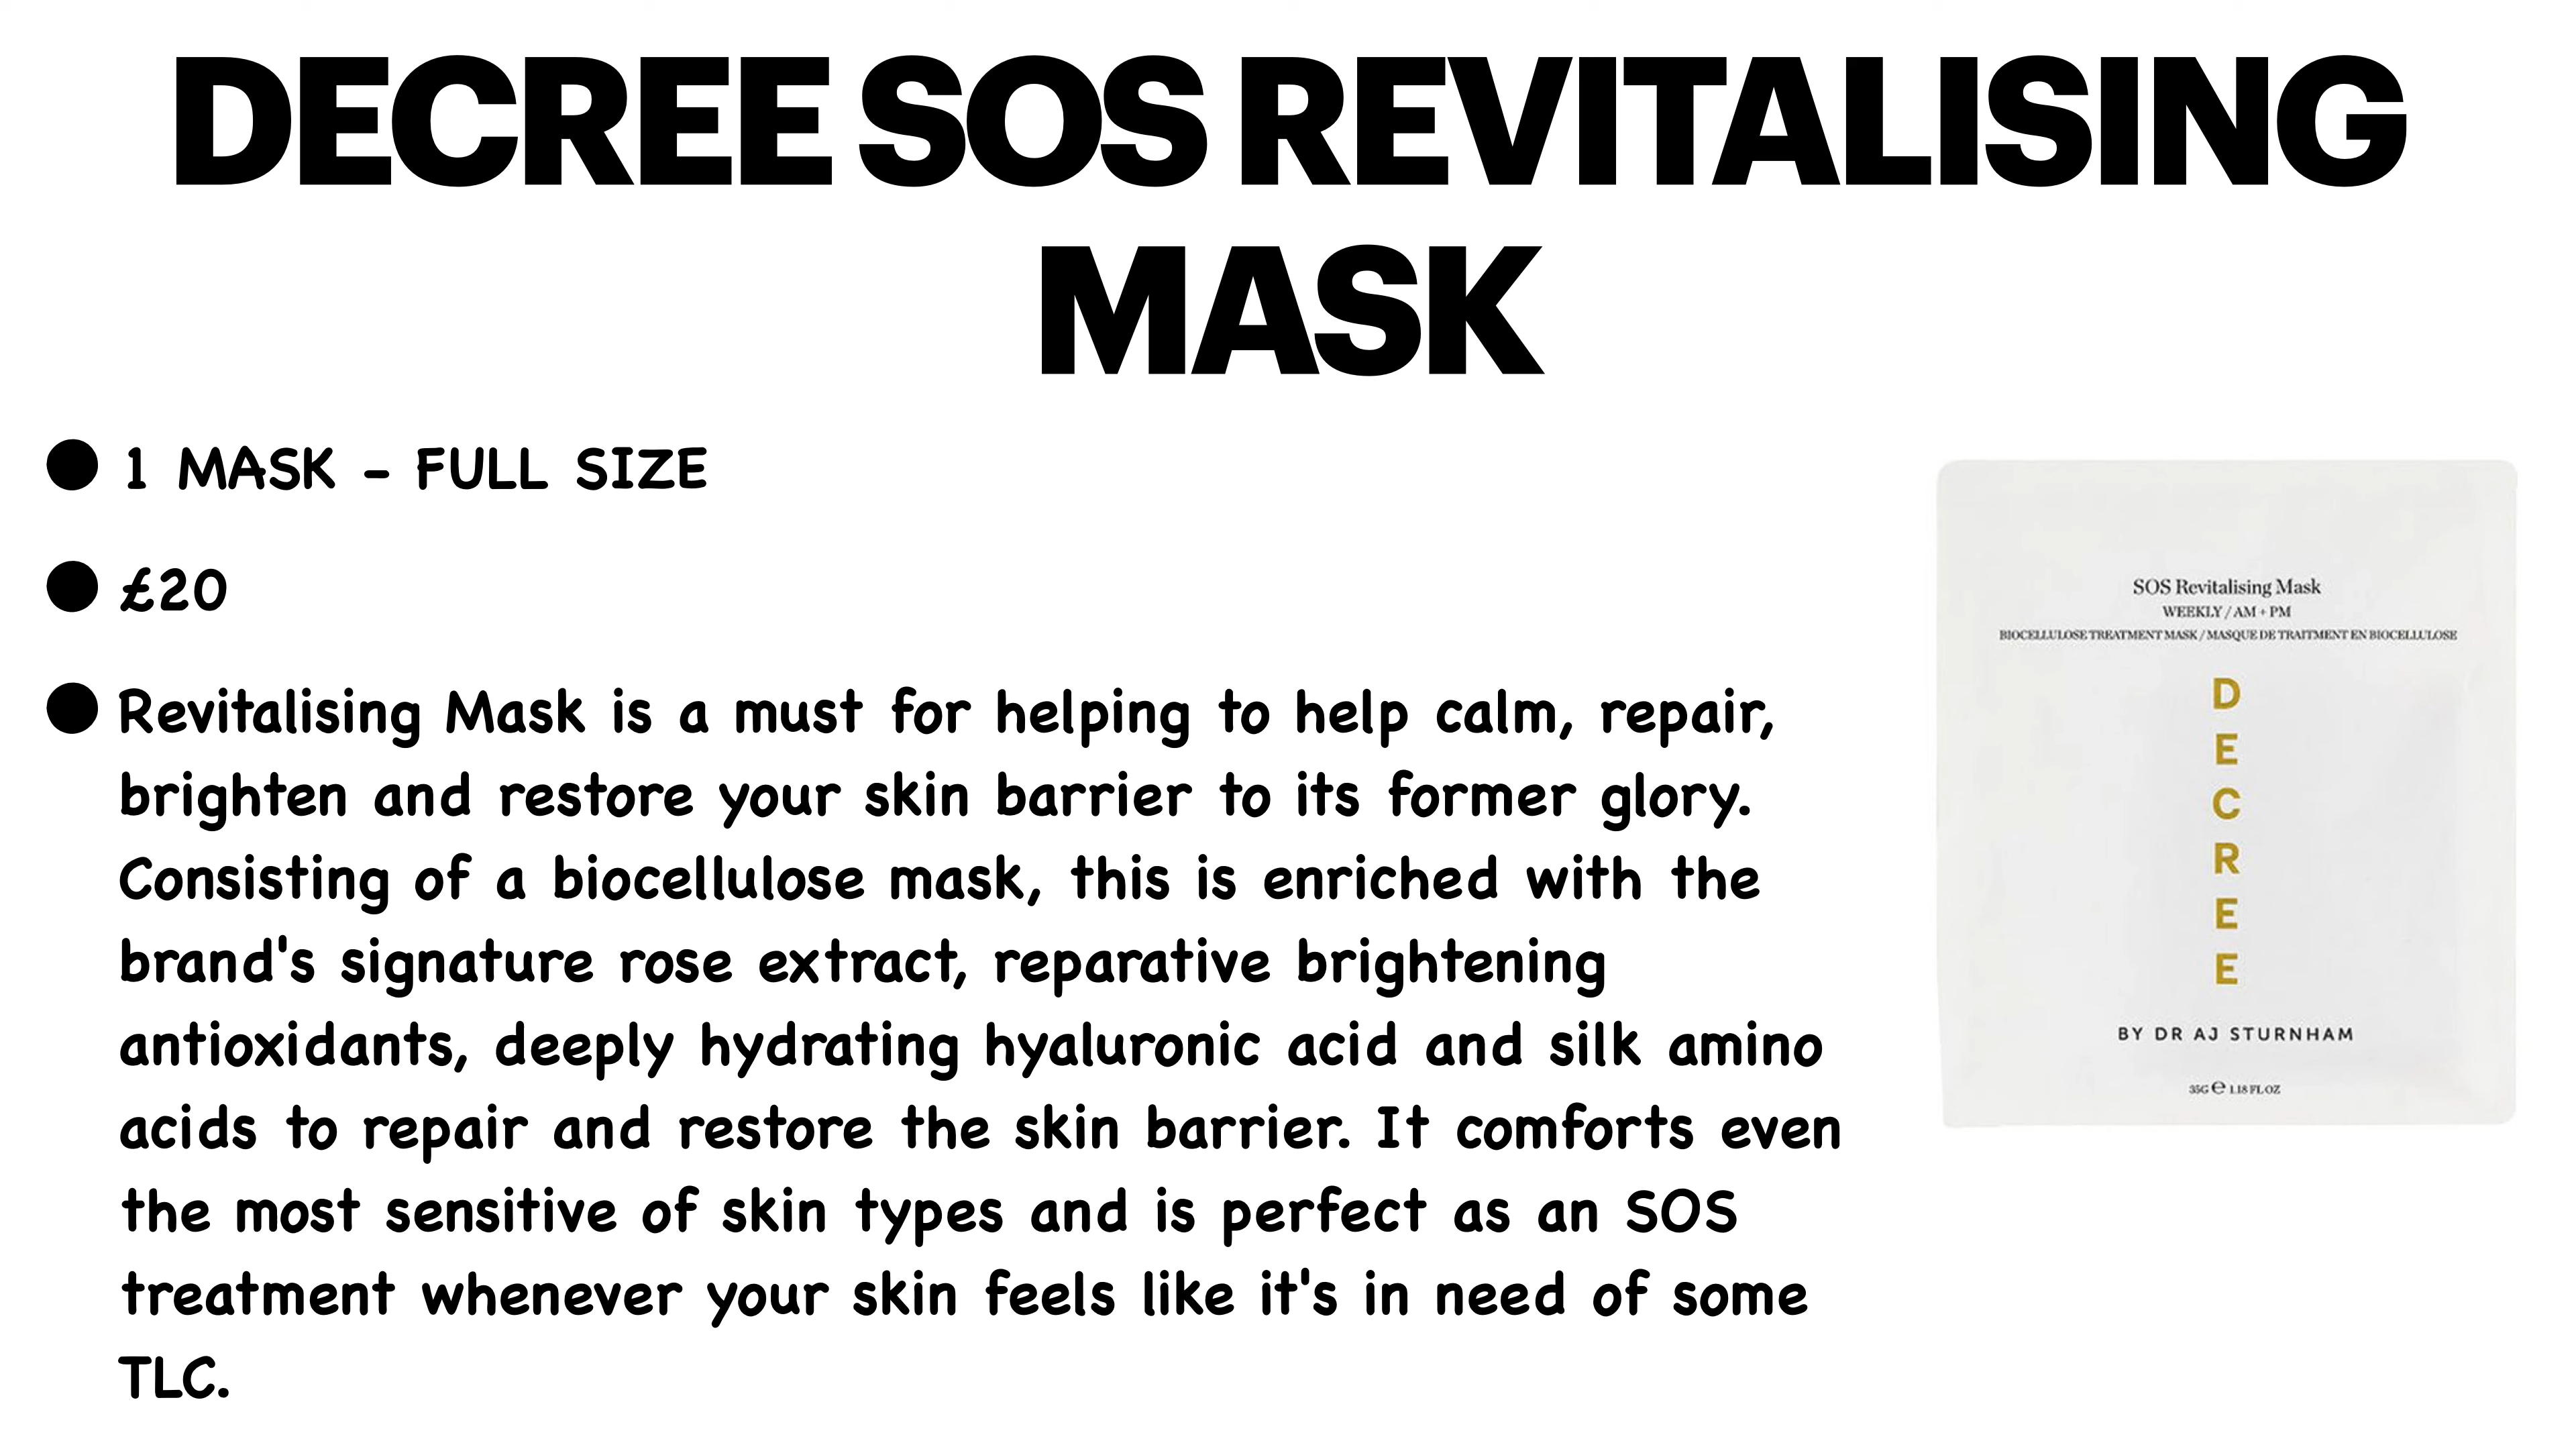 DECREE SOS REVITALISING
MASK
● 1 MASK - FULL SIZE
● £20
● Revitalising Mask is a must for helping to help calm, repair,
brighten and restore your skin barrier to its former glory.
Consisting of a biocellulose mask, this is enriched with the
brand's signature rose extract, reparative brightening
antioxidants, deeply hydrating hyaluronic acid and silk amino
acids to repair and restore the skin barrier. It comforts even
the most sensitive of skin types and is perfect as an SOS
treatment whenever your skin feels like it's in need of some
TLC.
SOS Revitalising Mask
WEEKLY / AM + PM
BIOCELLULOSE TREATMENT MASK / MASQUE DE TRAITMENT EN BIOCELLULOSE
D
E
C
R
E
E
BY DR AJ STURNHAM
35G ℮ 1.18 FL OZ